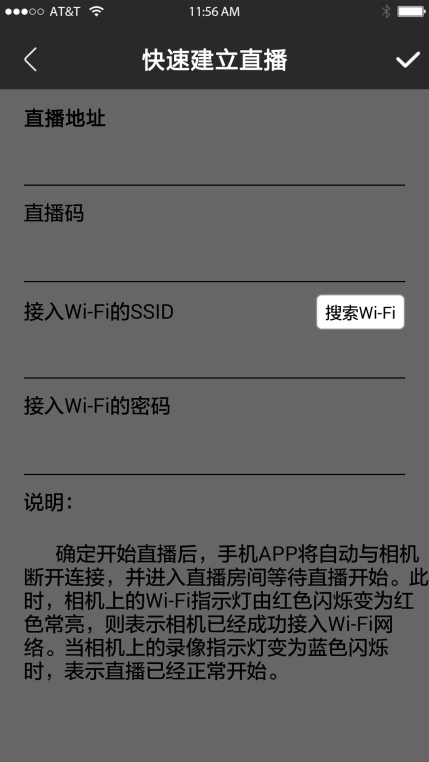 AT&T 11:56 AM
快速建立直播
直播地址
直播码
接入Wi-Fi的SSID 搜索Wi-Fi
接入Wi-Fi的密码
说明：
确定开始直播后，手机APP将自动与相机
断开连接，并进入直播房间等待直播开始。此
时，相机上的Wi-Fi指示灯由红色闪烁变为红
色常亮，则表示相机已经成功接入Wi-Fi网
络。当相机上的录像指示灯变为蓝色闪烁
时，表示直播已经正常开始。